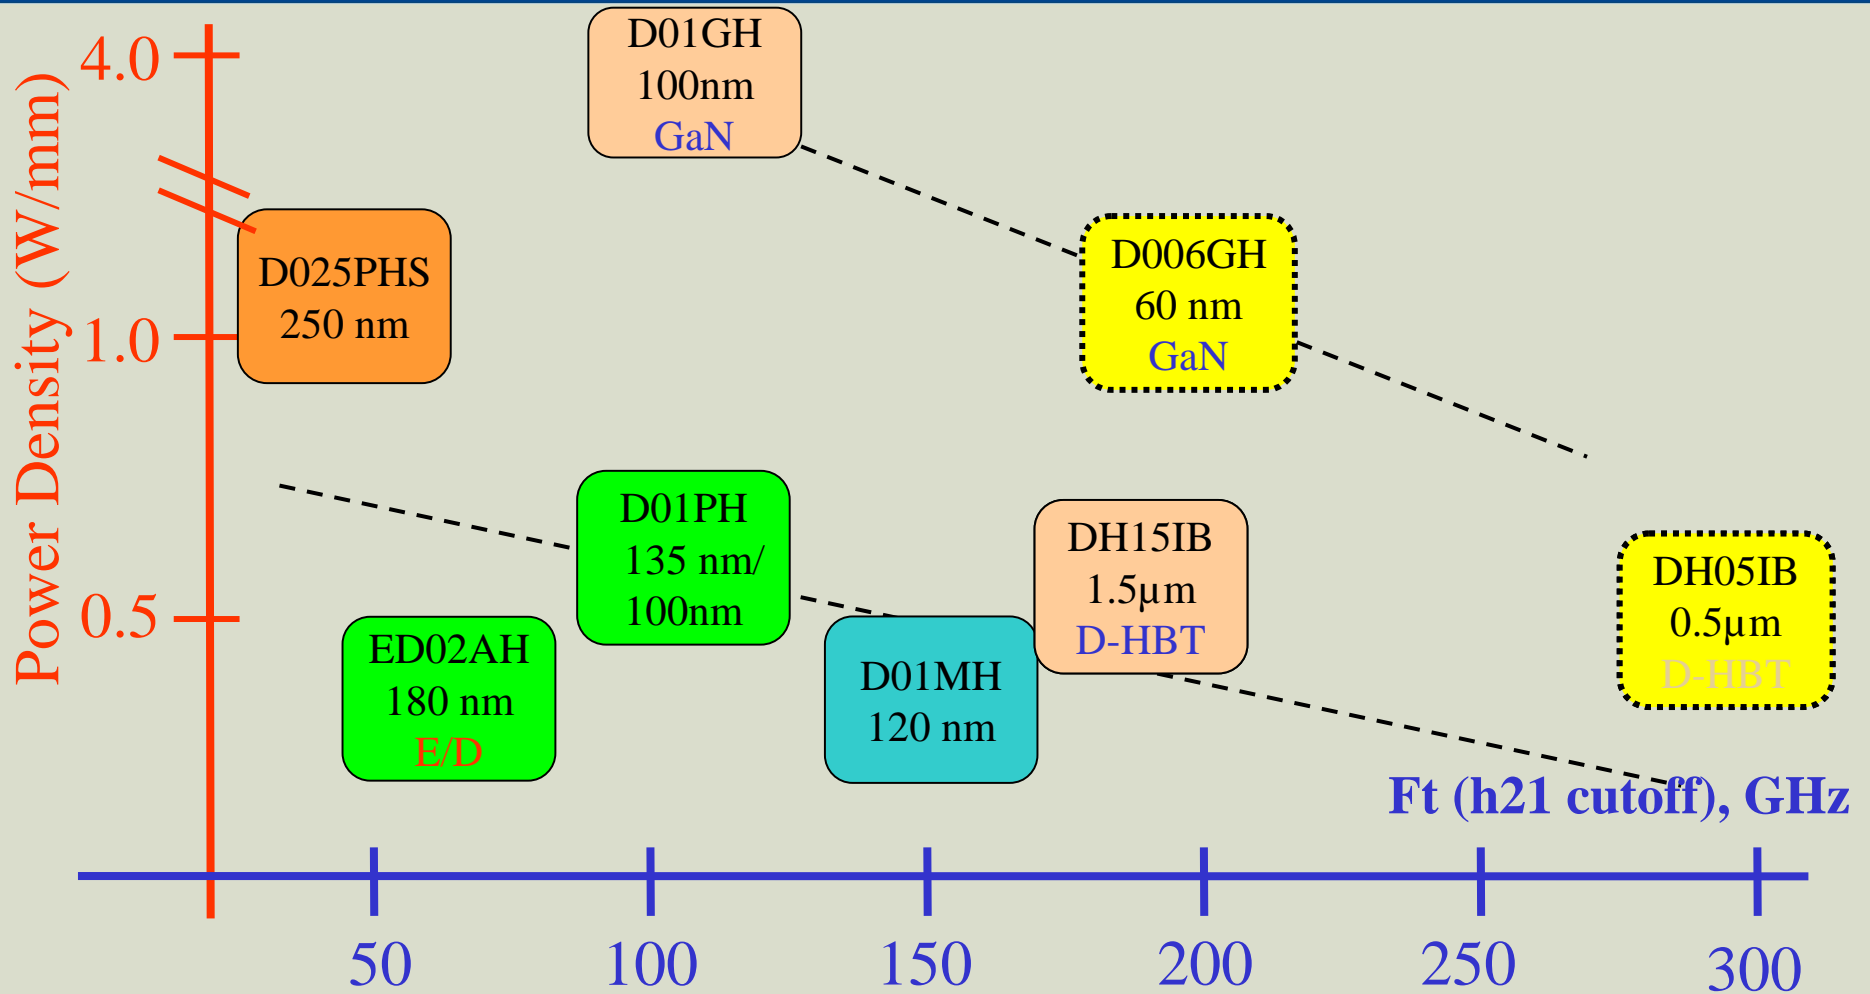 Power Density (W/mm)
4.0
1.0
0.5
D01GH
100nm
GaN
D025PHS
250 nm
D006GH
60 nm
GaN
D01PH
135 nm/
100nm
DH15IB
1.5µm
D-HBT
DH05IB
0.5µm
D-HBT
ED02AH
180 nm
E/D
D01MH
120 nm
Ft (h21 cutoff), GHz
50
100
150
200
250
300